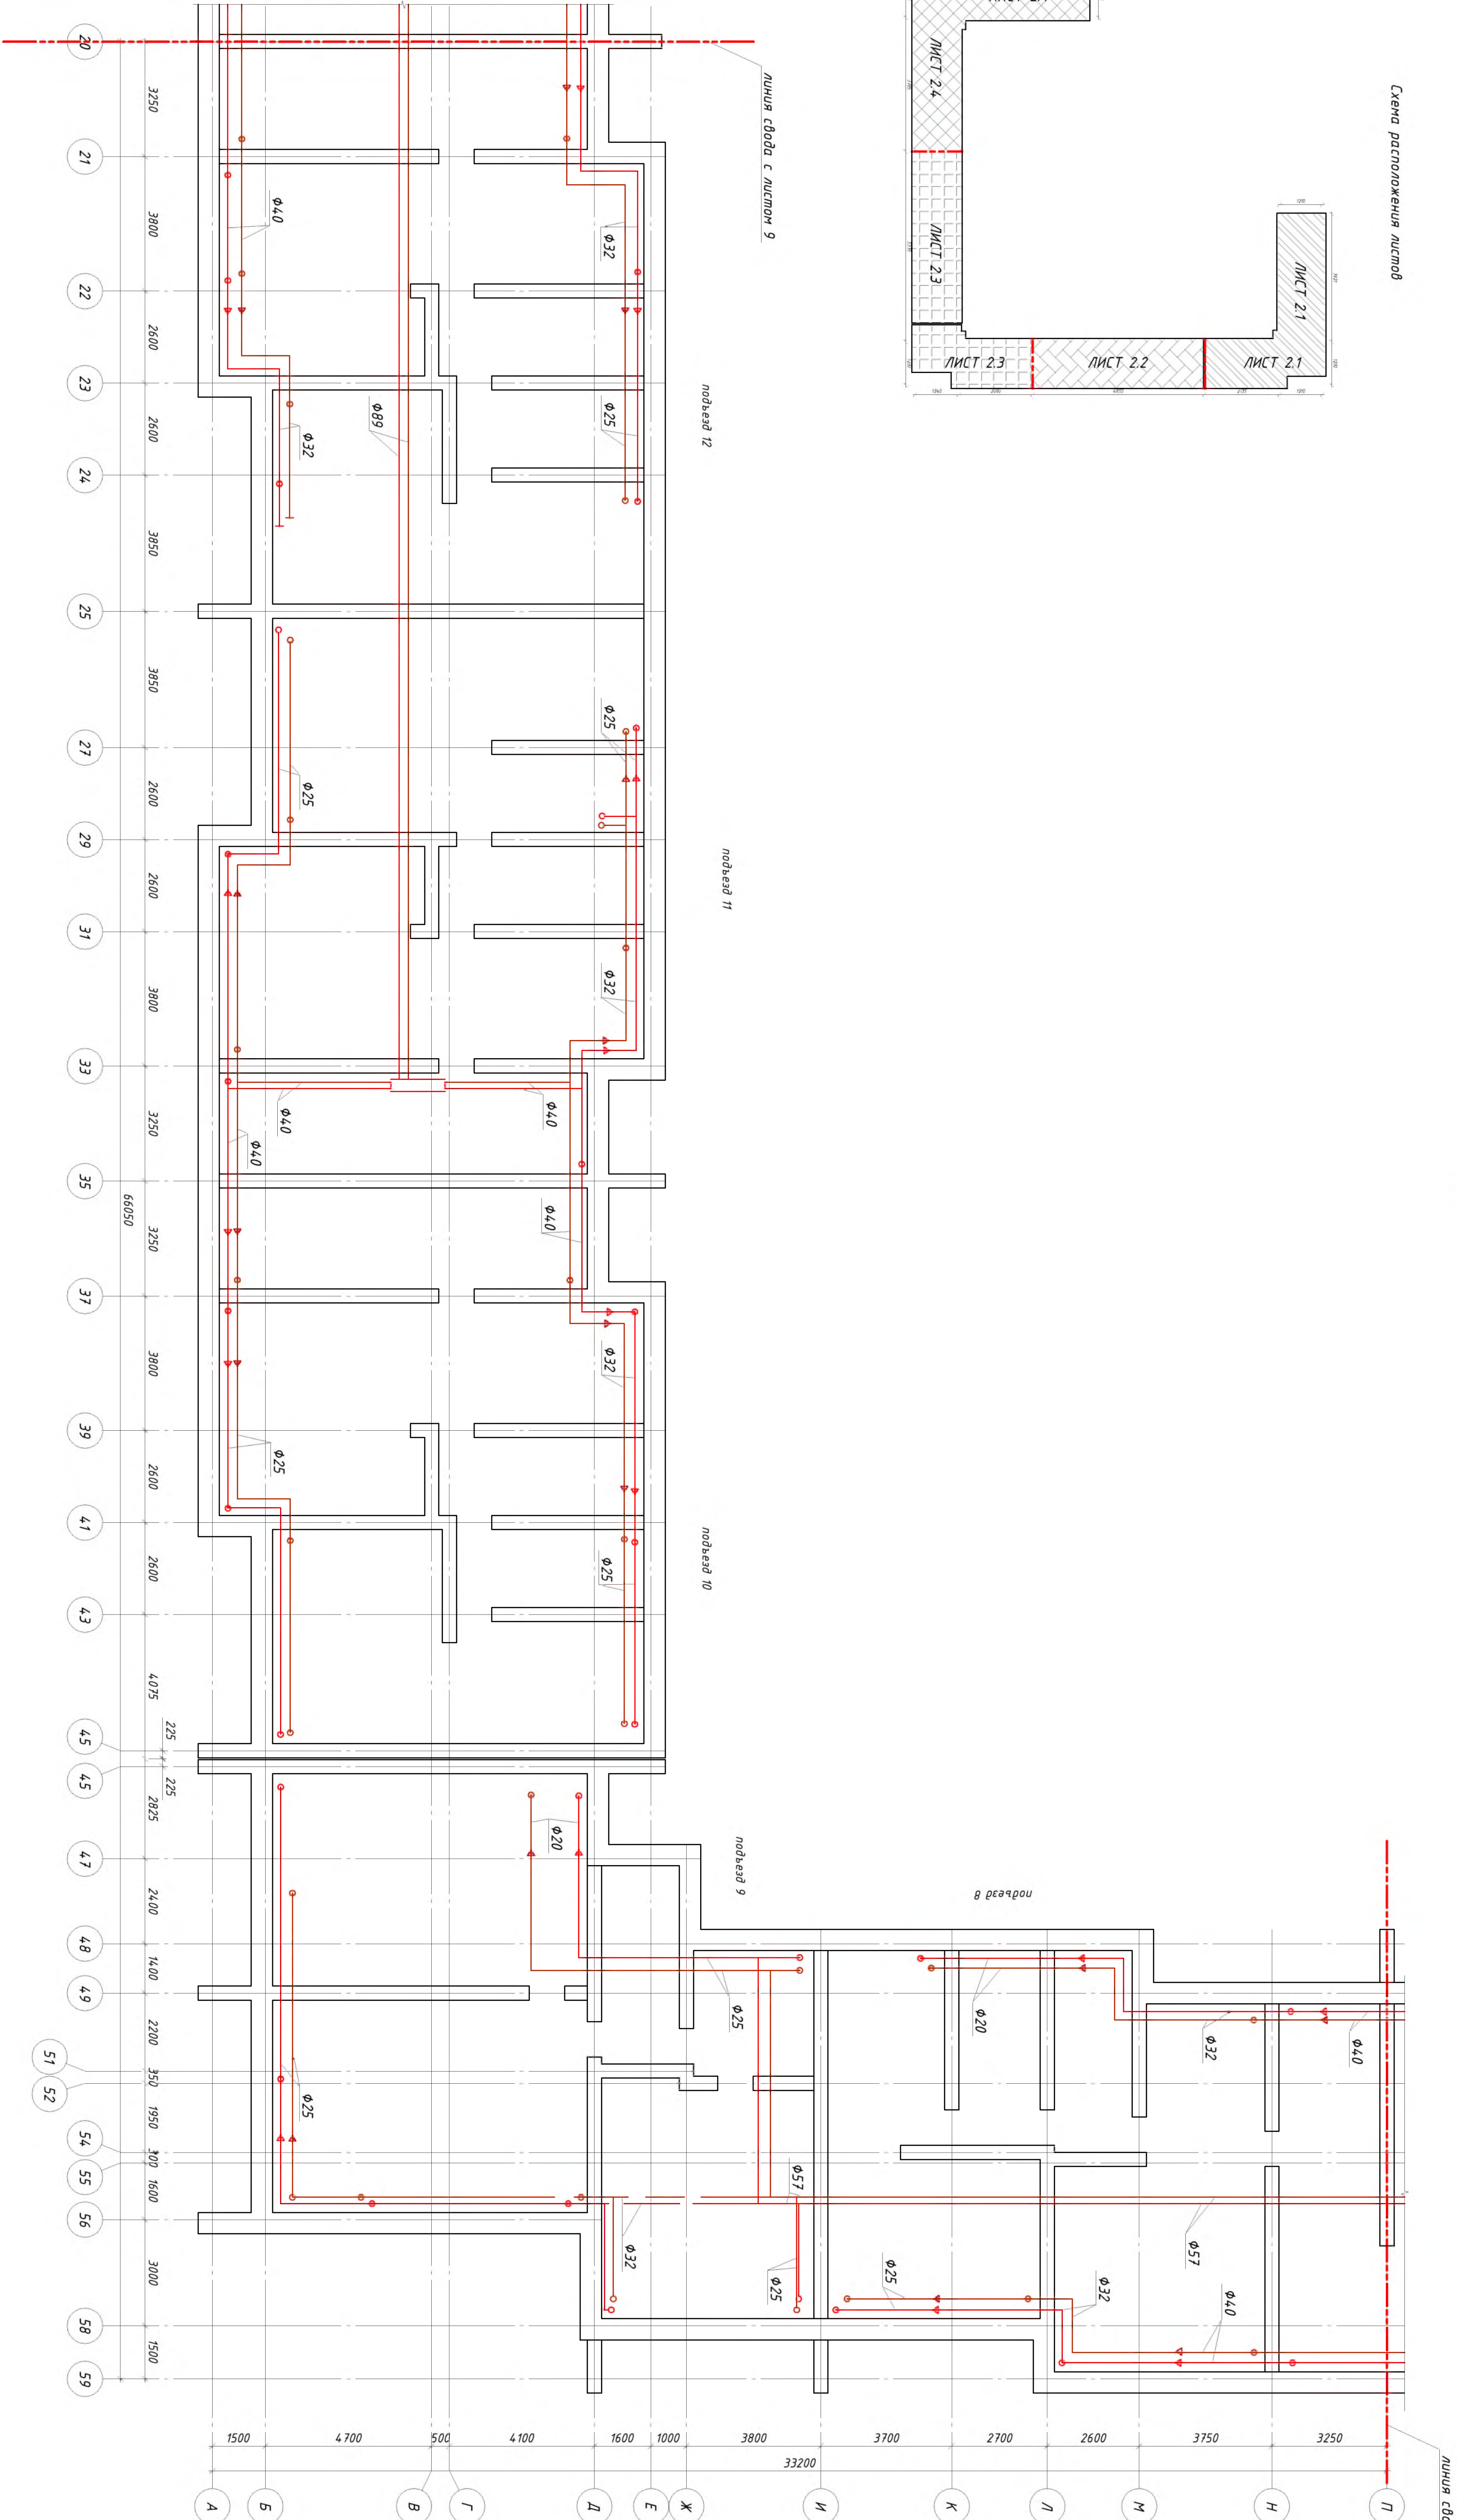 Схема расположения листов
ЛИСТ 2.4
ЛИСТ 2.3
ЛИСТ 2.3
ЛИСТ 2.2
ЛИСТ 2.1
ЛИСТ 2.1
линия свода с листом 9
подъезд 12
подъезд 11
подъезд 10
подъезд 9
подъезд 8
Ф40
Ф32
Ф32
Ф89
Ф25
Ф25
Ф25
Ф32
Ф40
Ф40
Ф40
Ф40
Ф32
Ф25
Ф25
Ф20
Ф25
Ф25
Ф57
Ф32
Ф25
Ф20
Ф32
Ф40
Ф57
Ф25
Ф32
Ф40
20
21
22
23
24
25
27
29
31
33
35
37
39
41
43
45
45
47
48
49
51
52
54
55
56
58
59
3250
3800
2600
2600
3850
3850
2600
2600
3800
3250
3250
3800
2600
2600
4075
225
225
2825
2400
1400
2200
350
1950
300
1600
3000
1500
66050
1500
4700
500
4100
1600
1000
3800
3700
2700
2600
3750
3250
33200
А
Б
В
Г
Д
Е
Ж
И
К
Л
М
Н
П